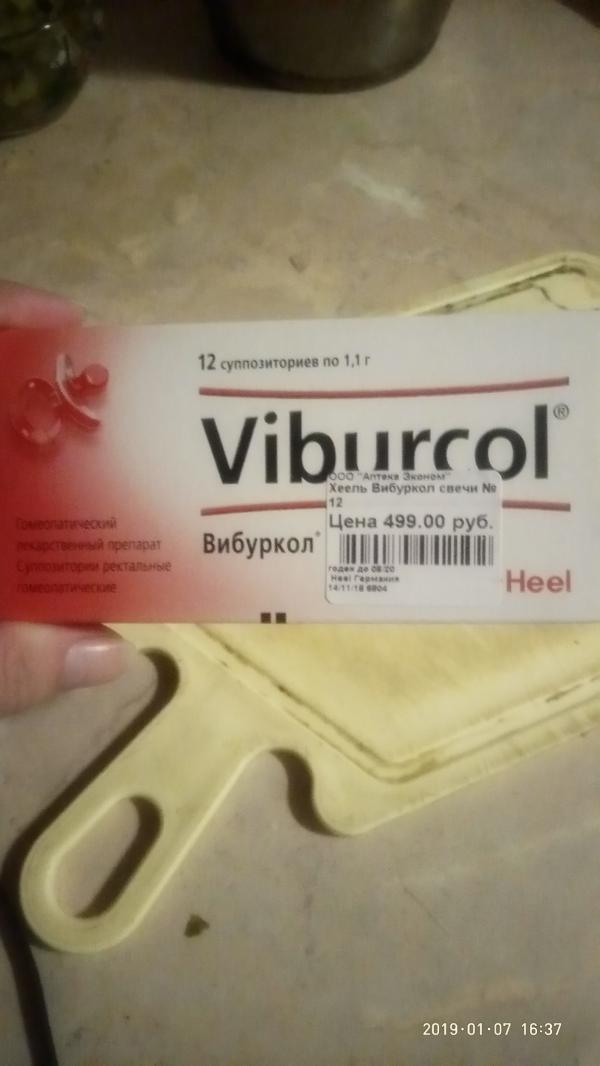 12 суппозиториев по 1,1 г
Viburcol®
ООО "Аптека Эконом"
Хеель Вибуркол свечи №
12
Цена 499.00 руб.
годен до 08/20
Heel Германия
14/11/18 6804
Вибуркол®
Heel
Гомеопатический
лекарственный препарат
Суппозитории ректальные
гомеопатические
2019·01·07 16:37